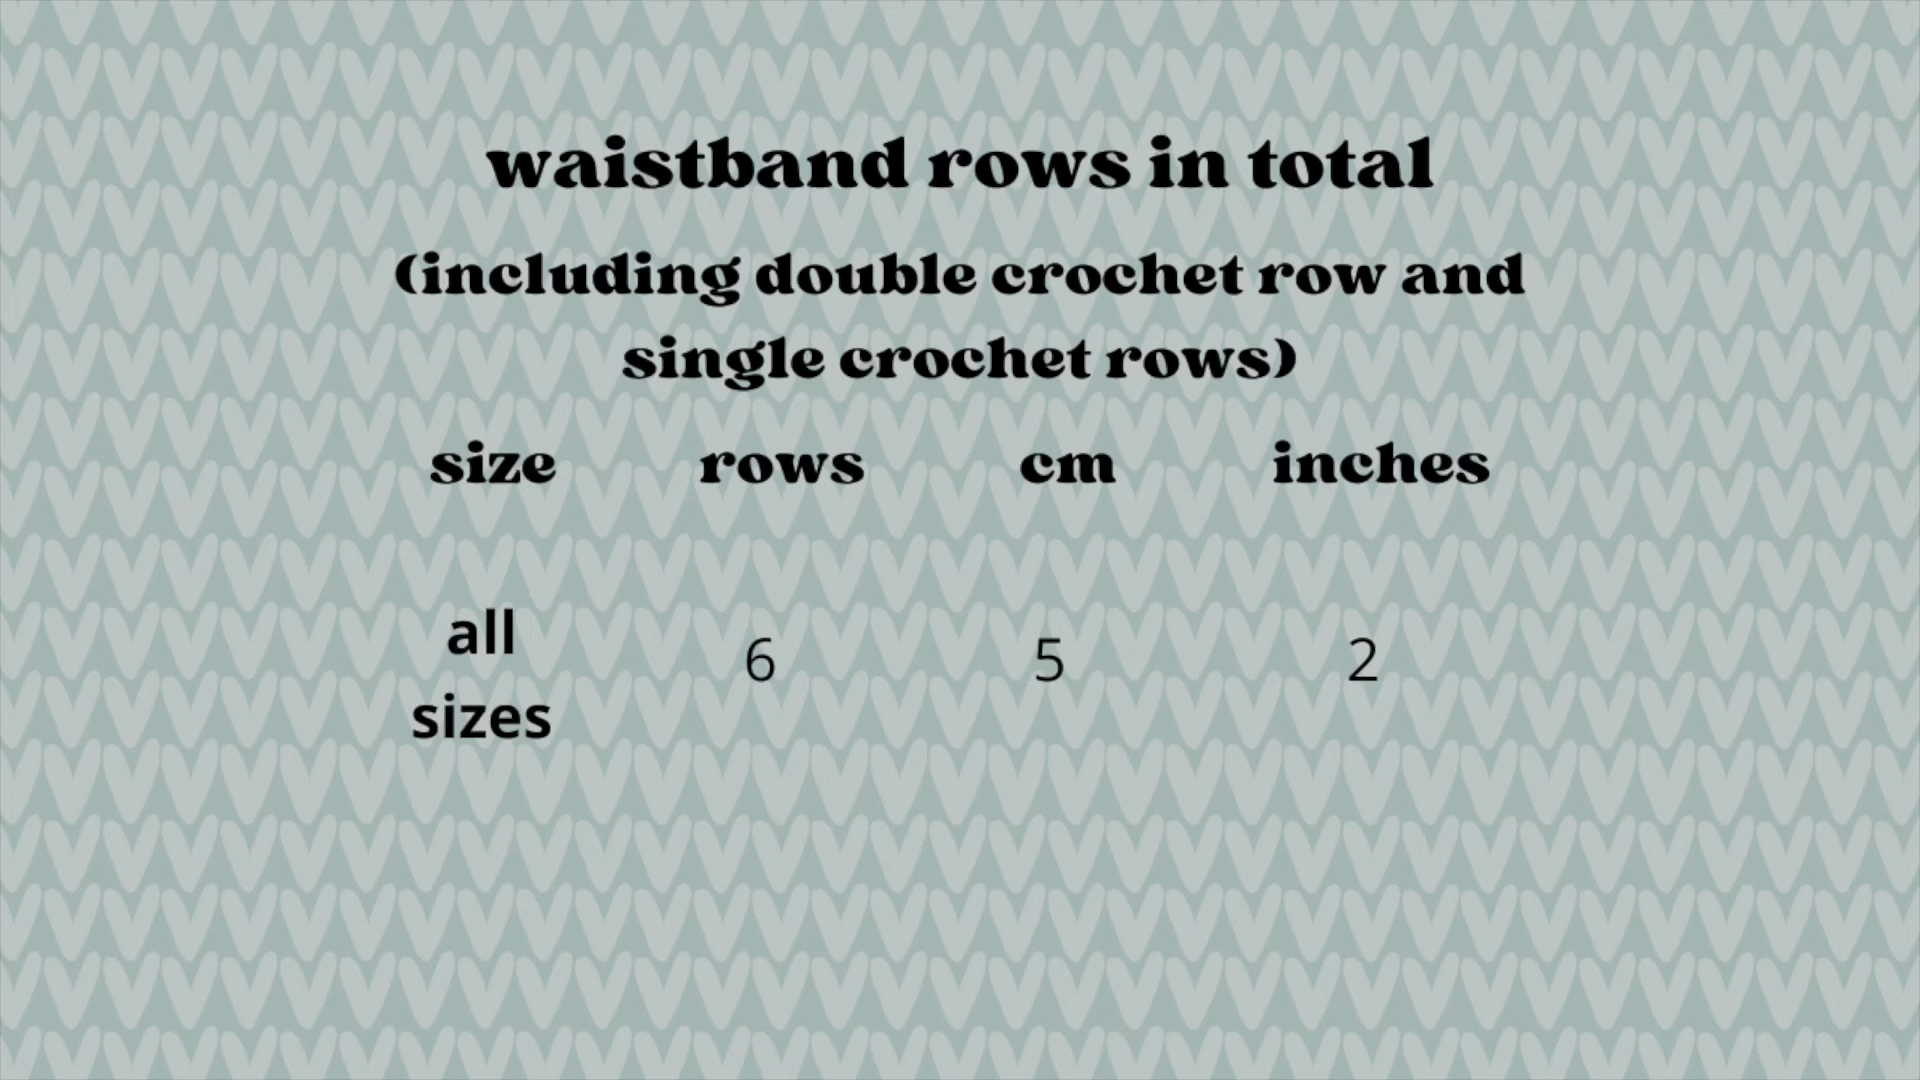 waistband rows in total
(including double crochet row and
single crochet rows)
size rows cm inches
all
sizes 6 5 2